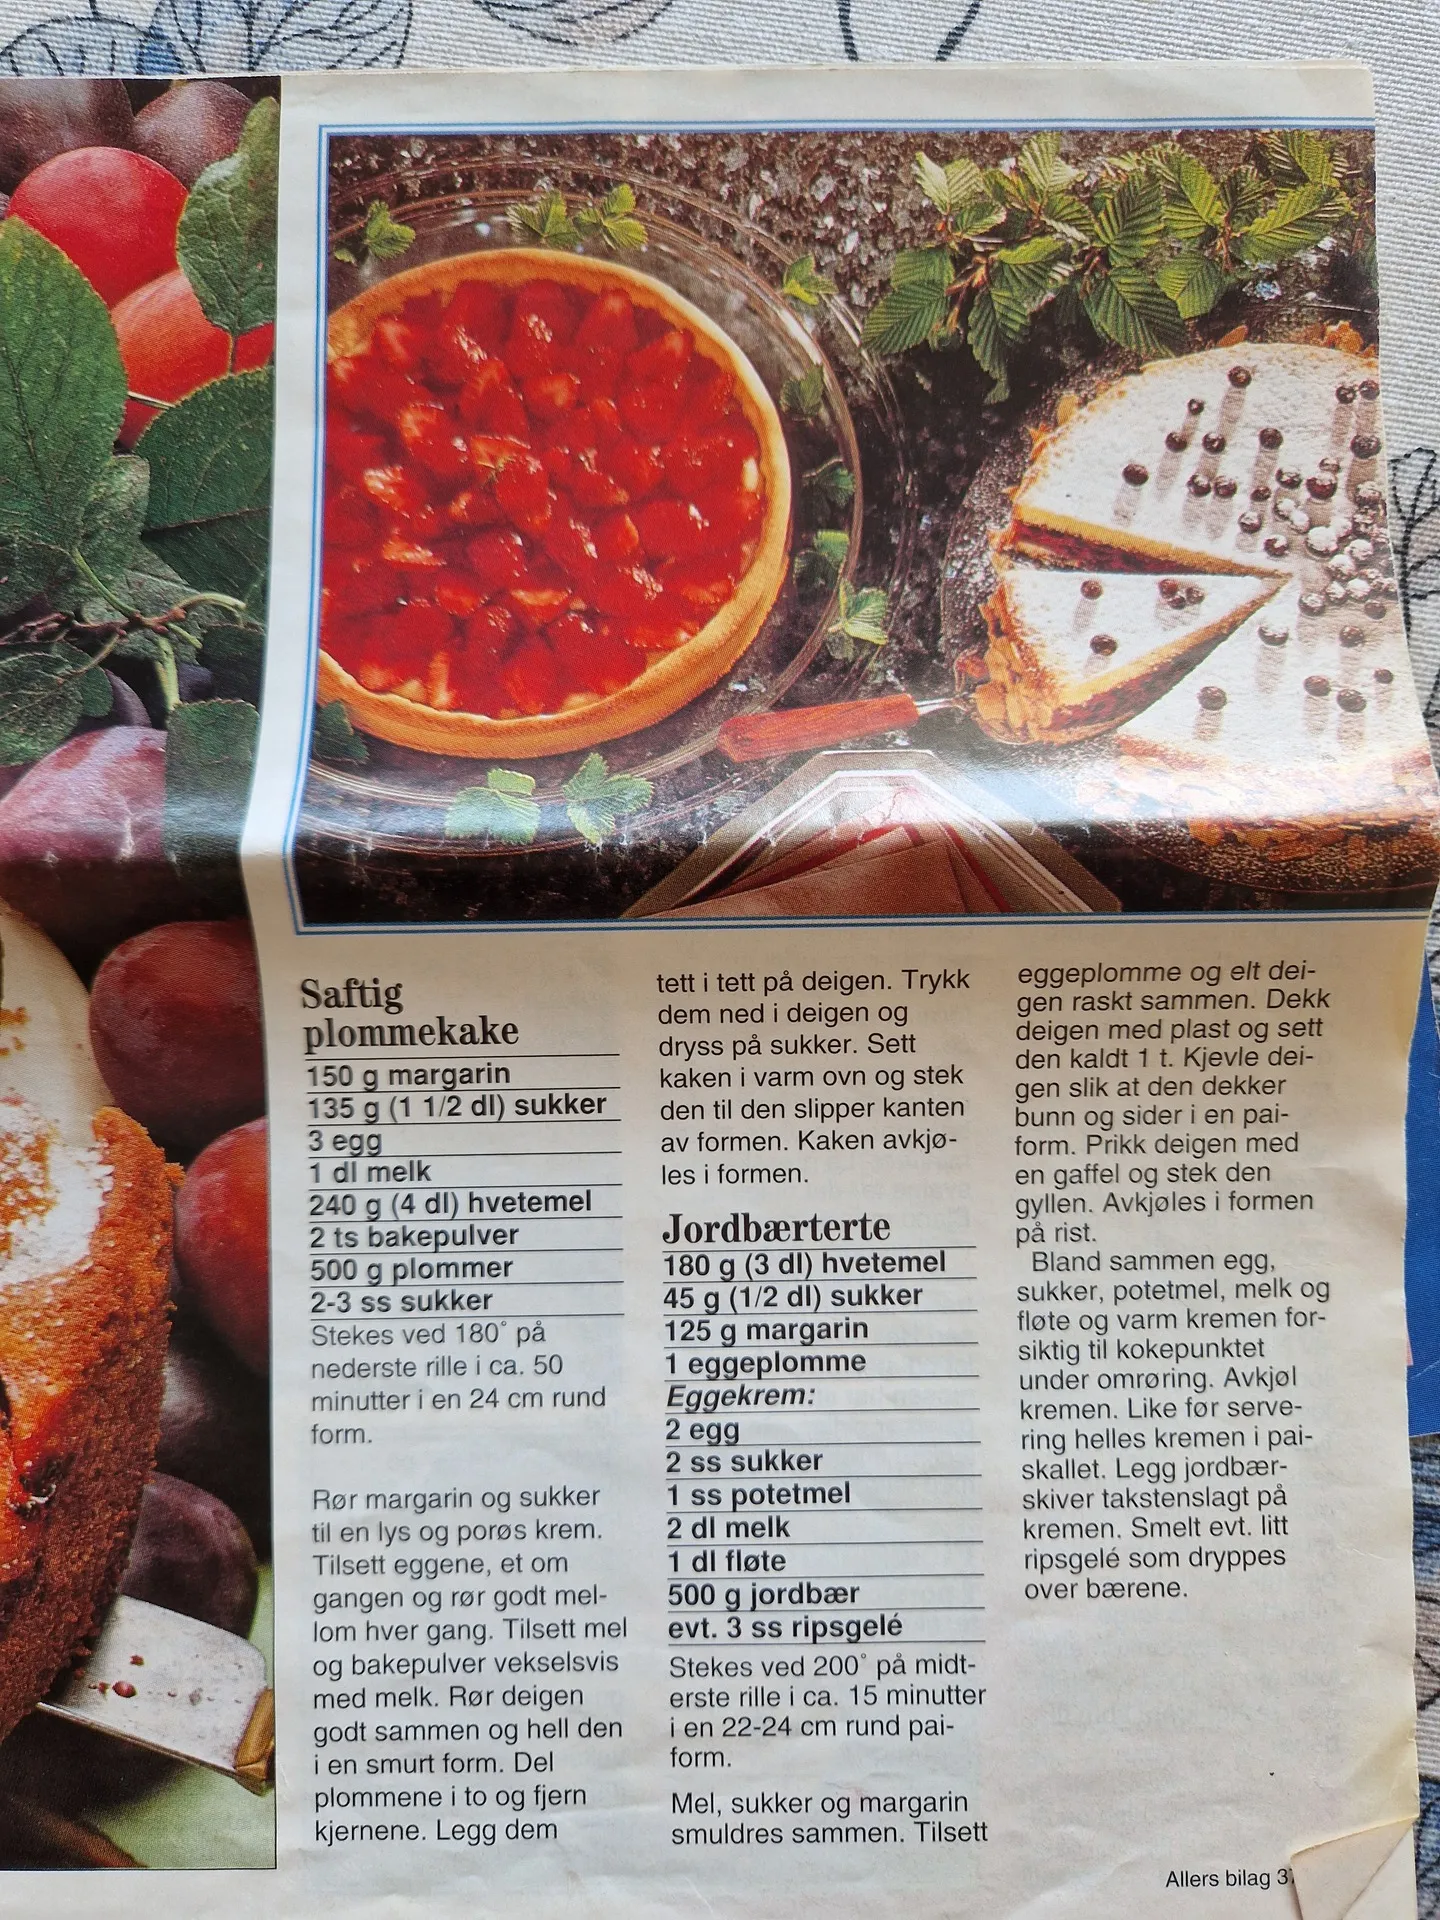 Saftig
plommekake
150 g margarin
135 g (1 1/2 dl) sukker
3 egg
1 dl melk
240 g (4 dl) hvetemel
2 ts bakepulver
500 g plommer
2-3 ss sukker
Stekes ved 180° på
nederste rille i ca. 50
minutter i en 24 cm rund
form.
Rør margarin og sukker
til en lys og porøs krem.
Tilsett eggene, et om
gangen og rør godt mel-
lom hver gang. Tilsett mel
og bakepulver vekselsvis
med melk. Rør deigen
godt sammen og hell den
i en smurt form. Del
plommene i to og fjern
kjernene. Legg dem
tett i tett på deigen. Trykk
dem ned i deigen og
dryss på sukker. Sett
kaken i varm ovn og stek
den til den slipper kanten
av formen. Kaken avkjø-
les i formen.
Jordbærterte
180 g (3 dl) hvetemel
45 g (1/2 dl) sukker
125 g margarin
1 eggeplomme
Eggekrem:
2 egg
2 ss sukker
1 ss potetmel
2 dl melk
1 dl fløte
500 g jordbær
evt. 3 ss ripsgelé
Stekes ved 200° på midt-
erste rille i ca. 15 minutter
i en 22-24 cm rund pai-
form.
Mel, sukker og margarin
smuldres sammen. Tilsett
eggeplomme og elt dei-
gen raskt sammen. Dekk
deigen med plast og sett
den kaldt 1 t. Kjevle dei-
gen slik at den dekker
bunn og sider i en pai-
form. Prikk deigen med
en gaffel og stek den
gyllen. Avkjøles i formen
på rist.
Bland sammen egg,
sukker, potetmel, melk og
fløte og varm kremen for-
siktig til kokepunktet
under omrøring. Avkjøl
kremen. Like før serve-
ring helles kremen i pai-
skallet. Legg jordbær-
skiver takstenslagt på
kremen. Smelt evt. litt
ripsgelé som dryppes
over bærene.
Allers bilag